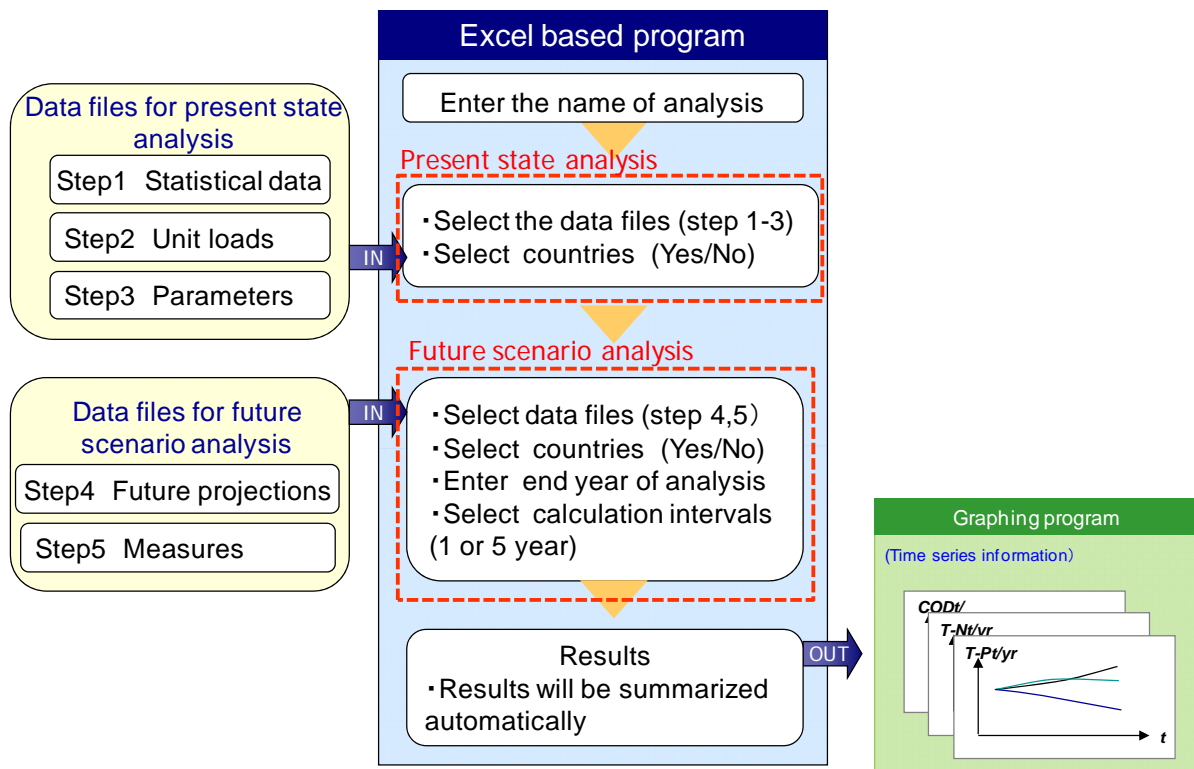 Excel based program
Enter the name of analysis
Data files for present state
analysis
Step1 Statistical data
Step2 Unit loads
Step3 Parameters
IN
Present state analysis
・Select the data files (step 1-3)
・Select countries (Yes/No)
Data files for future
scenario analysis
Step4 Future projections
Step5 Measures
IN
Future scenario analysis
・Select data files (step 4,5)
・Select countries (Yes/No)
・Enter end year of analysis
・Select calculation intervals
(1 or 5 year)
Results
・Results will be summarized
automatically
OUT
Graphing program
(Time series information)
CODt/
T-Nt/yr
T-Pt/yr
t